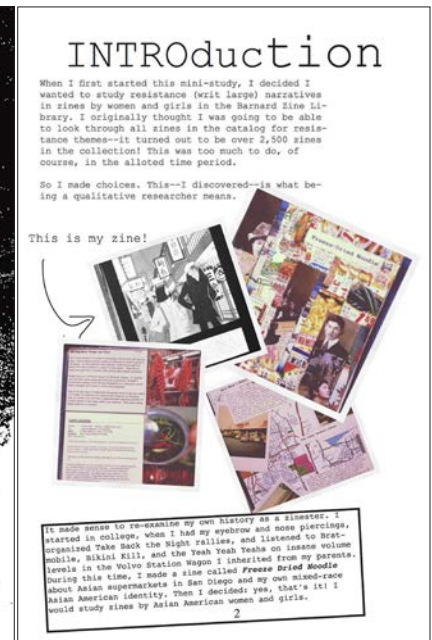 INTROduction
When I first started this mini-study, I decided I
wanted to study resistance (writ large) narratives
in zines by women and girls in the Barnard Zine Li-
brary. I originally thought I was going to be able
to look through all zines in the catalog for resis-
tance themes--it turned out to be over 2,500 zines
in the collection! This was too much to do, of
course, in the alloted time period.
So I made choices. This--I discovered--is what be-
ing a qualitative researcher means.
This is my zine!
Freeze Dried Noodle
It made sense to re-examine my own history as a zinester. I
started in college, when I had my eyebrow and nose piercings,
organized Take Back the Night rallies, and listened to Brat-
mobile, Bikini Kill, and the Yeah Yeah Yeahs on insane volume
levels in the Volvo Station Wagon I inherited from my parents.
During this time, I made a zine called Freeze Dried Noodle
about Asian supermarkets in San Diego and my own mixed-race
Asian American identity. Then I decided: yes, that's it! I
would study zines by Asian American women and girls.
2